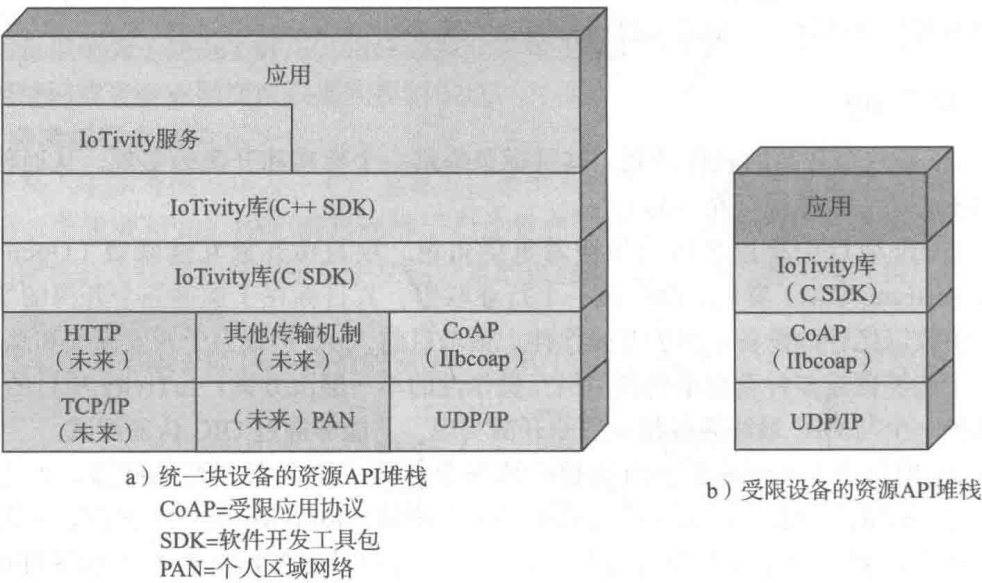 应用
IoTivity服务
IoTivity库(C++ SDK)
IoTivity库(C SDK)
HTTP
（未来）
其他传输机制
（未来）
CoAP
(IIbcoap)
TCP/IP
（未来
（未来）PAN
UDP/IP
a）统一块设备的资源API堆栈
CoAP=受限应用协议
SDK=软件开发工具包
PAN=个人区域网络
应用
IoTivity库
（C SDK）
CoAP
(IIbcoap)
UDP/IP
b）受限设备的资源API堆栈